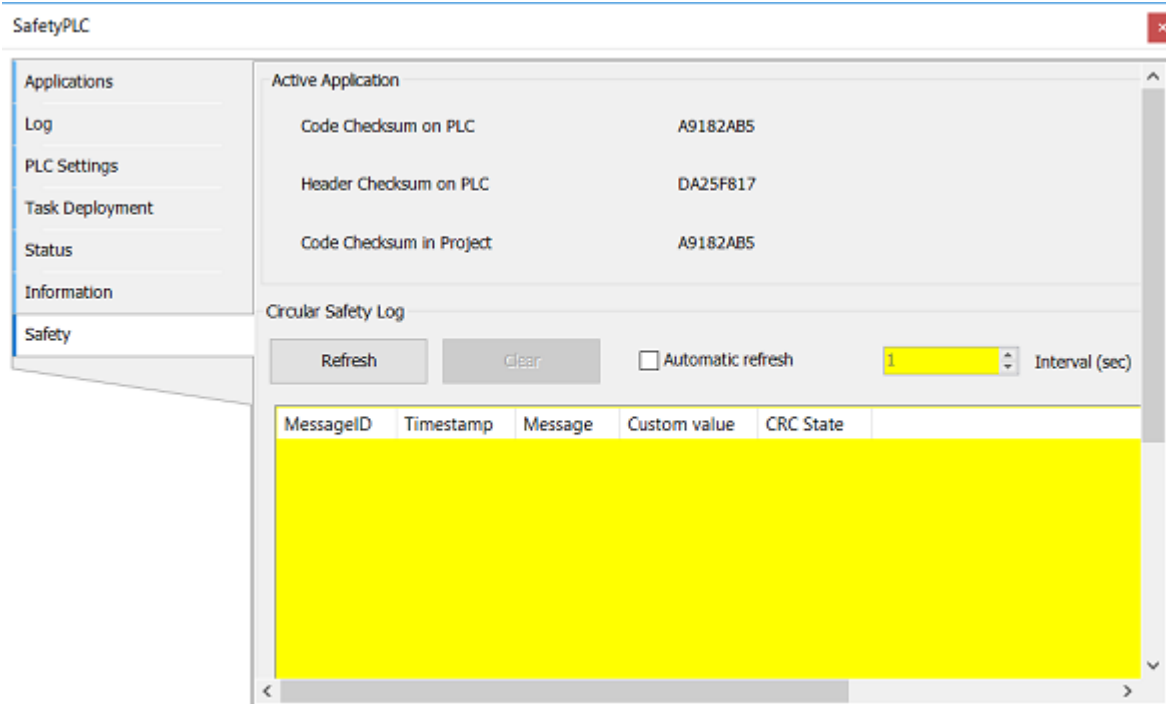 SafetyPLC
Applications
Log
PLC Settings
Task Deployment
Status
Information
Safety
Active Application
Code Checksum on PLC A9182AB5
Header Checksum on PLC DA25F817
Code Checksum in Project A9182AB5
Circular Safety Log
Refresh Clear Automatic refresh 1 Interval (sec)
MessageID Timestamp Message Custom value CRC State